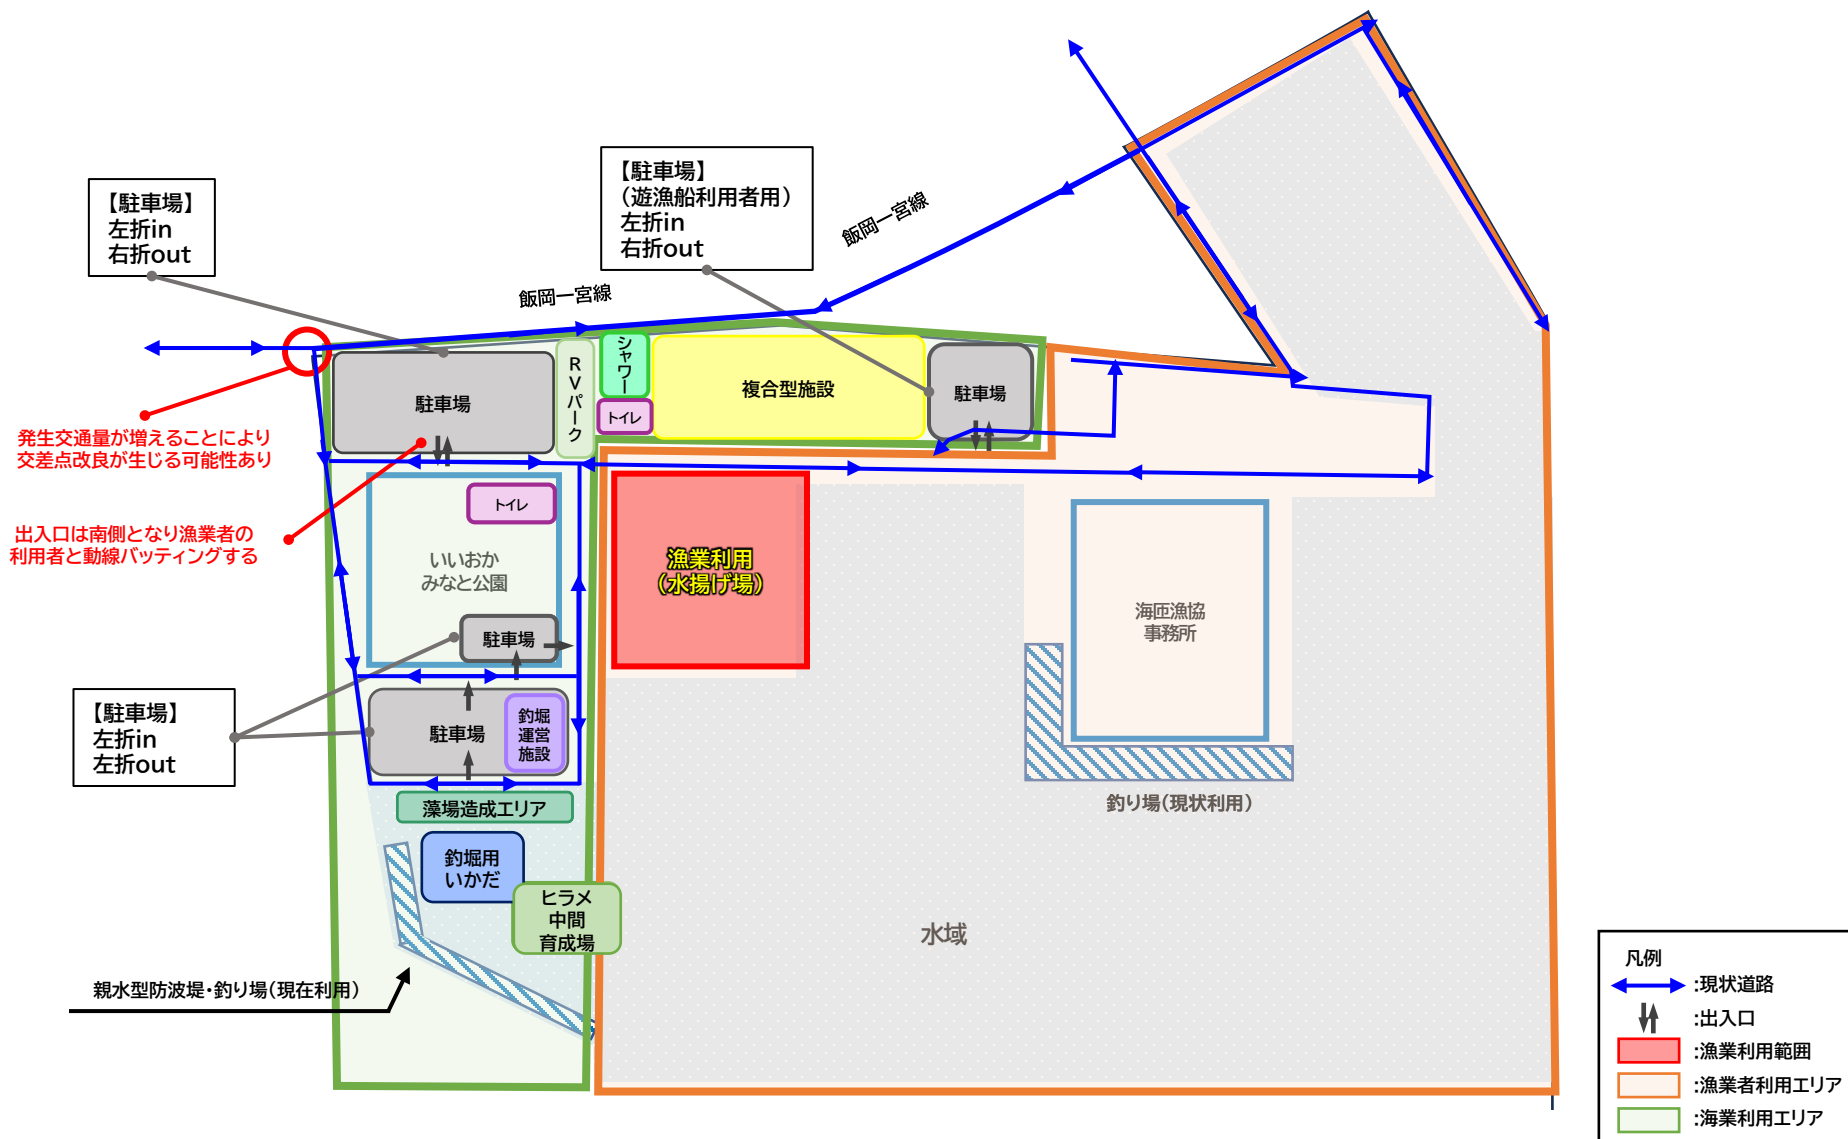 【駐車場】
左折in
右折out
【駐車場】
(遊漁船利用者用)
左折in
右折out
飯岡一宮線
飯岡一宮線
駐車場
RVパーク
シャワー
トイレ
複合型施設
駐車場
発生交通量が増えることにより
交差点改良が生じる可能性あり
出入口は南側となり漁業者の
利用者と動線バッティングする
トイレ
いいおか
みなと公園
駐車場
漁業利用
(水揚げ場)
海匝漁協
事務所
【駐車場】
左折in
左折out
駐車場
釣堀
運営
施設
藻場造成エリア
釣り場(現状利用)
釣堀用
いかだ
ヒラメ
中間
育成場
水域
親水型防波堤・釣り場(現在利用)
凡例
:現状道路
:出入口
:漁業利用範囲
:漁業者利用エリア
:海業利用エリア